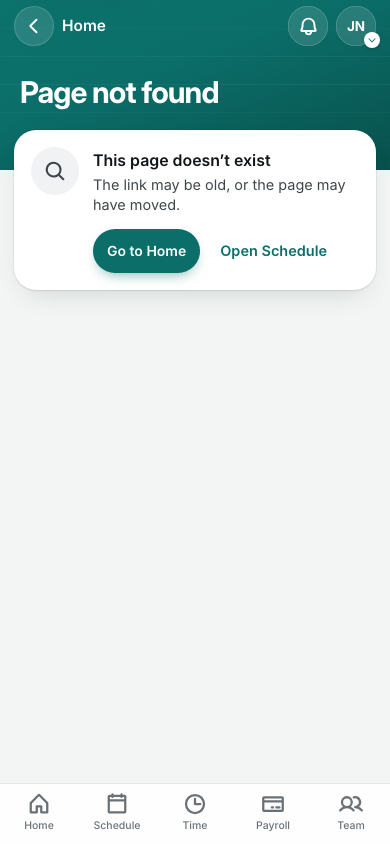 Home
JN
Page not found
This page doesn’t exist
The link may be old, or the page may
have moved.
Go to Home
Open Schedule
Home
Schedule
Time
Payroll
Team